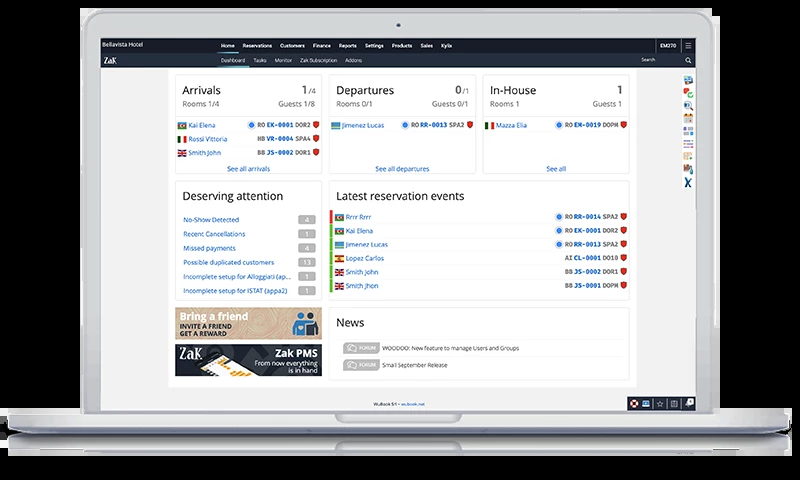 Bellavista Hotel
Home Reservations Customers Finance Reports Settings Products Sales Kylix
EM270
ZaK
Dashboard Tasks Monitor Zak Subscription Addons
Search
Arrivals 1/4
Rooms 1/4 Guests 1/8
Kai Elena RO EK-0001 DOR2
Rossi Vittoria HB VR-0004 SPA4
Smith John BB JS-0002 DOR1
See all arrivals
Departures 0/1
Rooms 0/1 Guests 0/1
Jimenez Lucas RO RR-0013 SPA2
See all departures
In-House 1
Rooms 1 Guests 1
Mazza Elia RO EM-0019 DOPM
See all
Deserving attention
No-Show Detected 4
Recent Cancellations 1
Missed payments 4
Possible duplicated customers 13
Incomplete setup for Alloggiati (ap... 1
Incomplete setup for ISTAT (appa2) 1
Latest reservation events
Rrrr Rrrr RO RR-0014 SPA2
Kai Elena RO EK-0001 DOR2
Jimenez Lucas RO RR-0013 SPA2
Lopez Carlos AI CL-0001 DO10
Smith John BB JS-0002 DOR1
Smith Jhon BB JS-0001 DOPM
Bring a friend
INVITE A FRIEND
GET A REWARD
ZaK
Zak PMS
From now everything
is in hand
News
FORUM WOODOO: New feature to manage Users and Groups
FORUM Small September Release
WuBook Srl – wubook.net